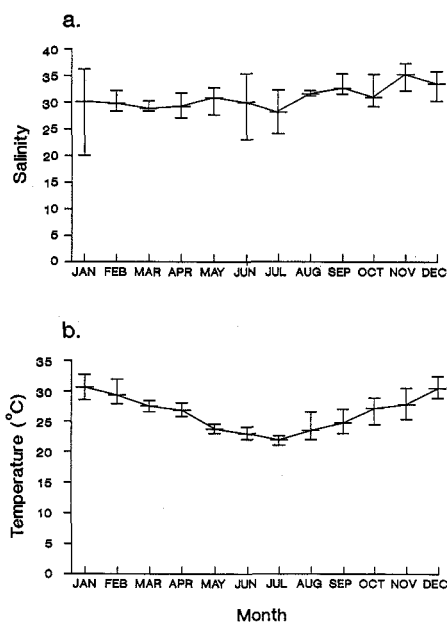 a.
40
35
30
25
20
15
10
5
0
Salinity
JAN FEB MAR APR MAY JUN JUL AUG SEP OCT NOV DEC
b.
35
30
25
20
15
10
5
0
Temperature (°C)
JAN FEB MAR APR MAY JUN JUL AUG SEP OCT NOV DEC
Month